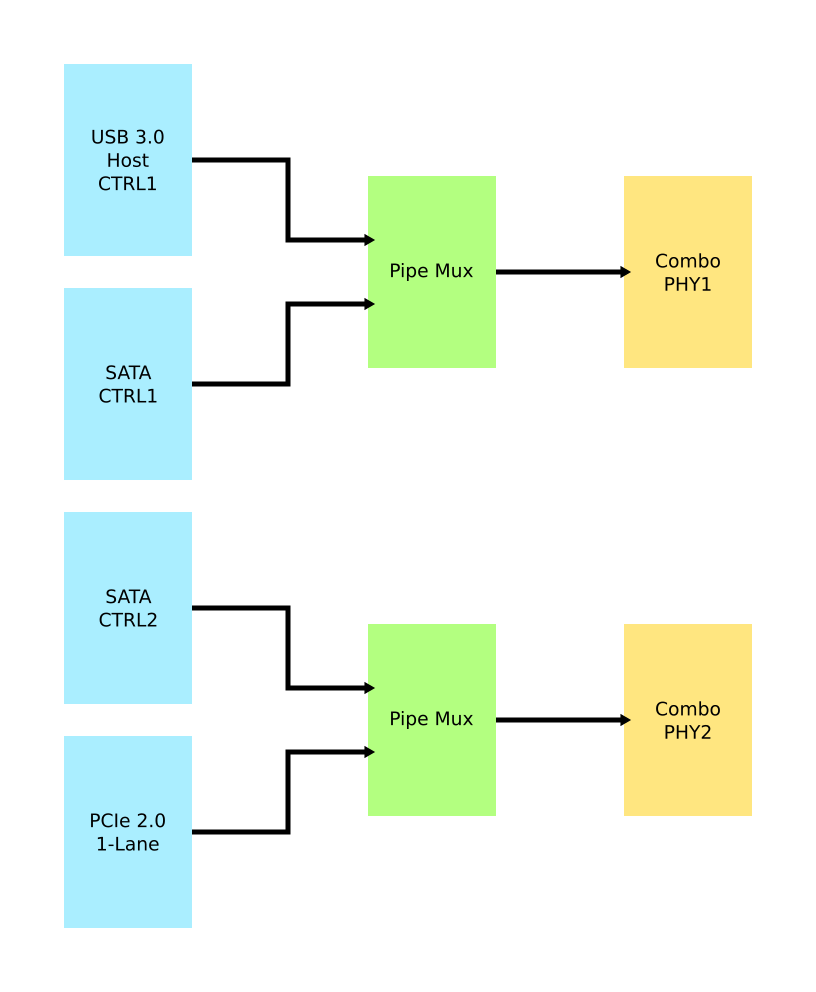 USB 3.0
Host
CTRL1
SATA
CTRL1
Pipe Mux
Combo
PHY1
SATA
CTRL2
PCIe 2.0
1-Lane
Pipe Mux
Combo
PHY2